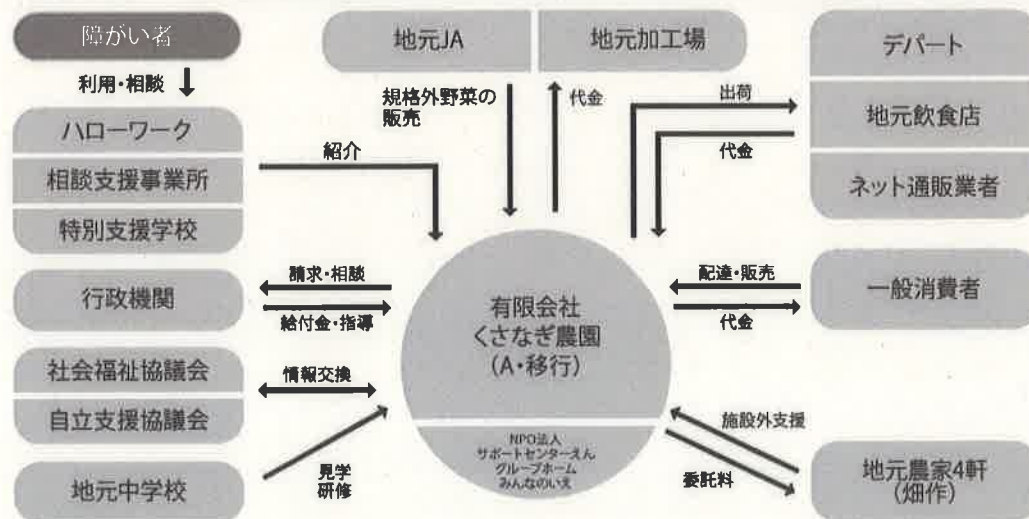 障がい者
利用・相談
ハローワーク
相談支援事業所
特別支援学校
行政機関
社会福祉協議会
自立支援協議会
地元中学校
地元JA
地元加工場
規格外野菜の
販売
代金
紹介
請求・相談
給付金・指導
情報交換
見学
研修
有限会社
くさなぎ農園
(A・移行)
NPO法人
サポートセンターえん
グループホーム
みんなのいえ
デパート
地元飲食店
ネット通販業者
出荷
代金
一般消費者
配達・販売
代金
施設外支援
委託料
地元農家4軒
(畑作)